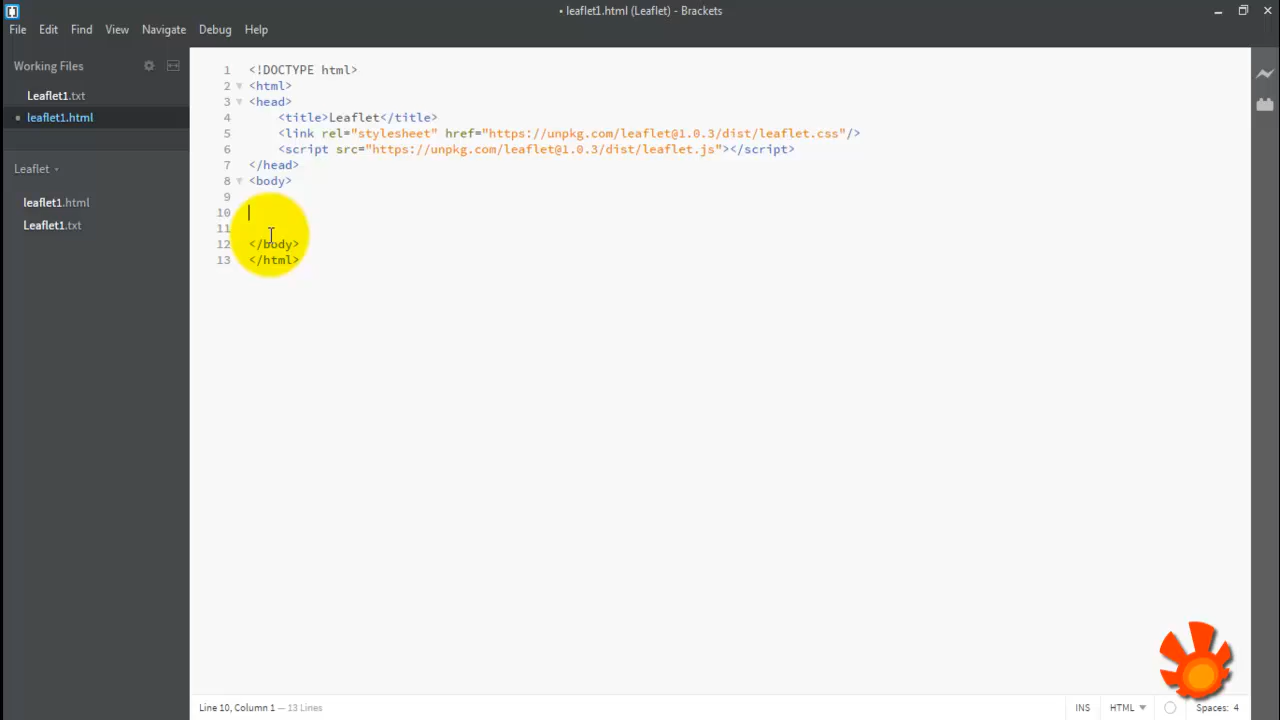 • leaflet1.html (Leaflet) - Brackets
File Edit Find View Navigate Debug Help
Working Files
Leaflet1.txt
leaflet1.html
Leaflet
leaflet1.html
Leaflet1.txt
1 <!DOCTYPE html>
2 <html>
3 <head>
4 <title>Leaflet</title>
5 <link rel="stylesheet" href="https://unpkg.com/leaflet@1.0.3/dist/leaflet.css"/>
6 <script src="https://unpkg.com/leaflet@1.0.3/dist/leaflet.js"></script>
7 </head>
8 <body>
9
10
11
12 </body>
13 </html>
Line 10, Column 1 — 13 Lines
INS HTML Spaces: 4